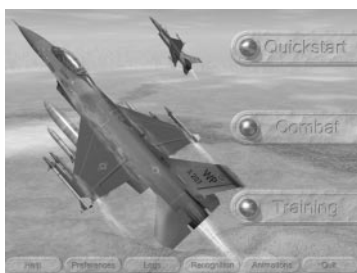 Quickstart
Combat
Training
WP
Help Preferences Logs Recognition Animations Quit